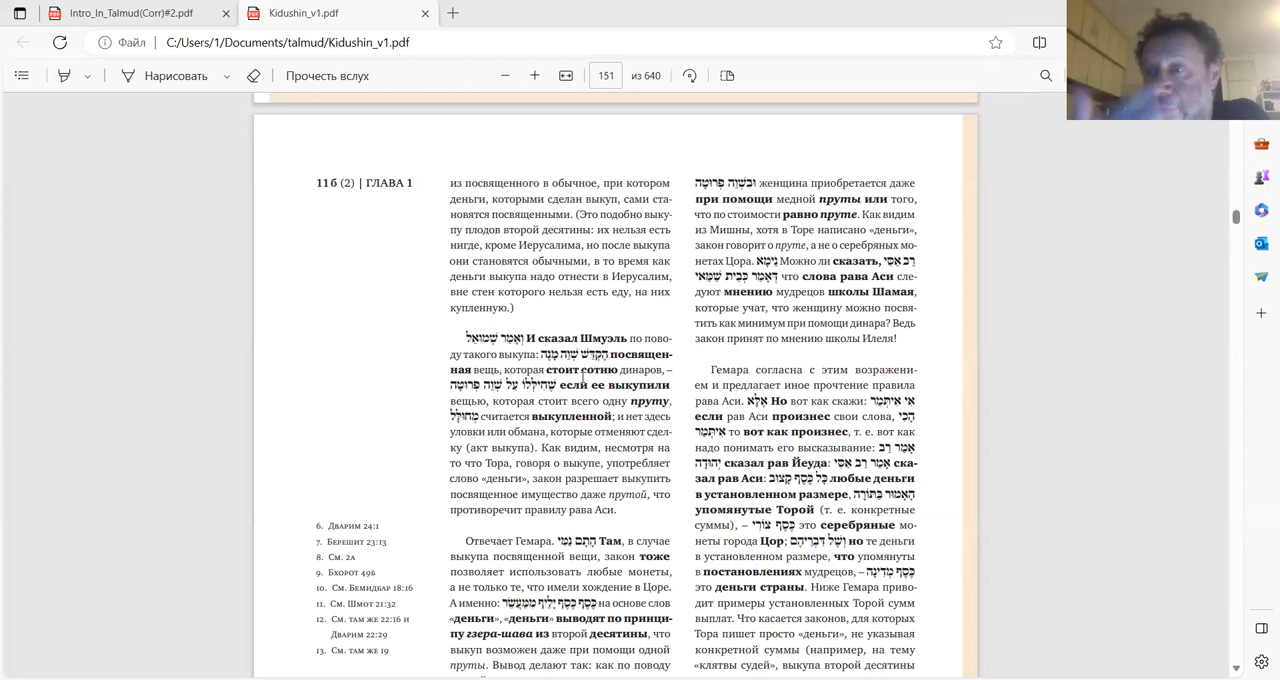 Intro_In_Talmud(Corr)#2.pdf
Kidushin_v1.pdf
Файл
C:/Users/1/Documents/talmud/Kidushin_v1.pdf
Нарисовать
Прочесть вслух
151
из 640
11б (2) | ГЛАВА 1
из посвященного в обычное, при котором
деньги, которыми сделан выкуп, сами ста-
новятся посвященными. (Это подобно выку-
пу плодов второй десятины: их нельзя есть
нигде, кроме Иерусалима, но после выкупа
они становятся обычными, в то время как
деньги выкупа надо отнести в Иерусалим,
вне стен которого нельзя есть еду, на них
купленную.)
וְאָמַר שְׁמוּאֵל И сказал Шмуэль по пово-
ду такого выкупа: הֶקְדֵּשׁ שָׁוֶה מָנֶה посвящен-
ная вещь, которая стоит сотню динаров, –
שֶׁחִילְּלוֹ עַל שָׁוֶה פְּרוּטָה если ее выкупили
вещью, которая стоит всего одну пруту,
מְחוּלָּל считается выкупленной; и нет здесь
уловки или обмана, которые отменяют сдел-
ку (акт выкупа). Как видим, несмотря на
то что Тора, говоря о выкупе, употребляет
слово «деньги», закон разрешает выкупить
посвященное имущество даже прутой, что
противоречит правилу рава Аси.
Отвечает Гемара. הָתָם נַמִי Там, в случае
выкупа посвященной вещи, закон тоже
позволяет использовать любые монеты,
а не только те, что имели хождение в Цоре.
А именно: כֶּסֶף כֶּסֶף יָלֵיף מִמַּעֲשֵׂר на основе слов
«деньги», «деньги» выводят по принци-
пу гзера-шава из второй десятины, что
выкуп возможен даже при помощи одной
пруты. Вывод делают так: как по поводу
6. Дварим 24:1
7. Берешит 23:13
8. См. 2а
9. Бхорот 49б
10. См. Бемидбар 18:16
11. См. Шмот 21:32
12. См. там же 22:16 и
Дварим 22:29
13. См. там же 19
וּבְשָׁוֶה פְּרוּטָה женщина приобретается даже
при помощи медной пруты или того,
что по стоимости равно пруте. Как видим
из Мишны, хотя в Торе написано «деньги»,
закон говорит о пруте, а не о серебряных мо-
нетах Цора. נֵימָא Можно ли сказать, רַב אַסִּי
דְּאָמַר כְּבֵית שַׁמַּאי что слова рава Аси сле-
дуют мнению мудрецов школы Шамая,
которые учат, что женщину можно посвя-
тить как минимум при помощи динара? Ведь
закон принят по мнению школы Илеля!
Гемара согласна с этим возражени-
ем и предлагает иное прочтение правила
рава Аси. אֶלָּא Но вот как скажи: אִי אִיתְּמַר
если рав Аси произнес свои слова, הָכִי
אִיתְּמַר то вот как произнес, т. е. вот как
надо понимать его высказывание: אָמַר רַב
יְהוּדָה сказал рав Йеуда: אָמַר רַב אַסִּי ска-
зал рав Аси: כָּל כֶּסֶף קָצוּב любые деньги
в установленном размере, הָאָמוּר בַּתּוֹרָה
упомянутые Торой (т. е. конкретные
суммы), – כֶּסֶף צוֹרִי это серебряные мо-
неты города Цор; וְשֶׁל דִּבְרֵיהֶם но те деньги
в установленном размере, что упомянуты
в постановлениях мудрецов, – כֶּסֶף מְדִינָה
это деньги страны. Ниже Гемара приво-
дит примеры установленных Торой сумм
выплат. Что касается законов, для которых
Тора пишет просто «деньги», не указывая
конкретной суммы (например, на тему
«клятвы судей», выкупа второй десятины